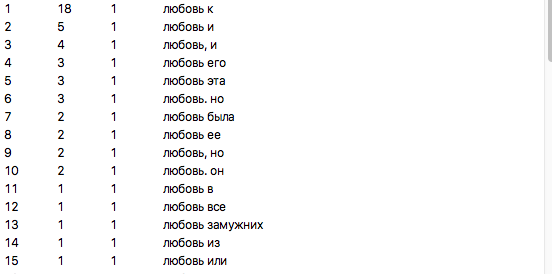 1 18 1 любовь к
2 5 1 любовь и
3 4 1 любовь, и
4 3 1 любовь его
5 3 1 любовь эта
6 3 1 любовь. но
7 2 1 любовь была
8 2 1 любовь ее
9 2 1 любовь, но
10 2 1 любовь. он
11 1 1 любовь в
12 1 1 любовь все
13 1 1 любовь замужних
14 1 1 любовь из
15 1 1 любовь или